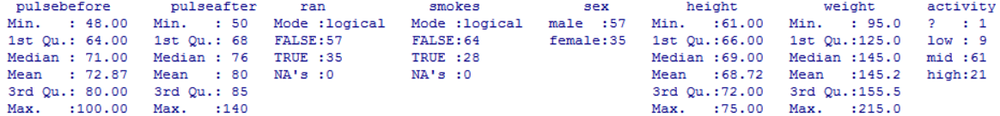 pulsebefore pulseafter ran smokes sex height weight activity
Min. : 48.00 Min. : 50 Mode :logical Mode :logical male :57 Min. :61.00 Min. : 95.0 ? : 1
1st Qu.: 64.00 1st Qu.: 68 FALSE:57 FALSE:64 female:35 1st Qu.:66.00 1st Qu.:125.0 low : 9
Median : 71.00 Median : 76 TRUE :35 TRUE :28 Median :69.00 Median :145.0 mid :61
Mean : 72.87 Mean : 80 NA's :0 NA's :0 Mean :68.72 Mean :145.2 high:21
3rd Qu.: 80.00 3rd Qu.: 85 3rd Qu.:72.00 3rd Qu.:155.5
Max. :100.00 Max. :140 Max. :75.00 Max. :215.0